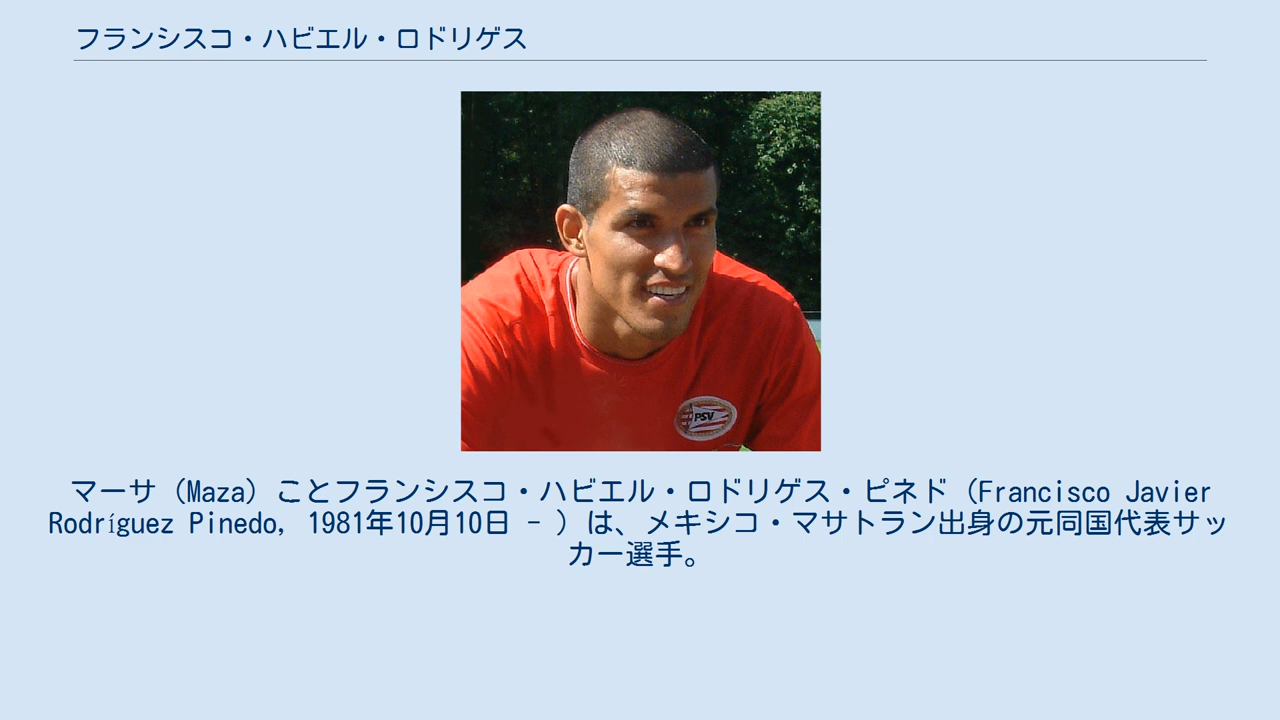 フランシスコ・ハビエル・ロドリゲス
PSV
マーサ（Maza）ことフランシスコ・ハビエル・ロドリゲス・ピネド（Francisco Javier
Rodríguez Pinedo, 1981年10月10日 - ）は、メキシコ・マサトラン出身の元同国代表サッ
カー選手。